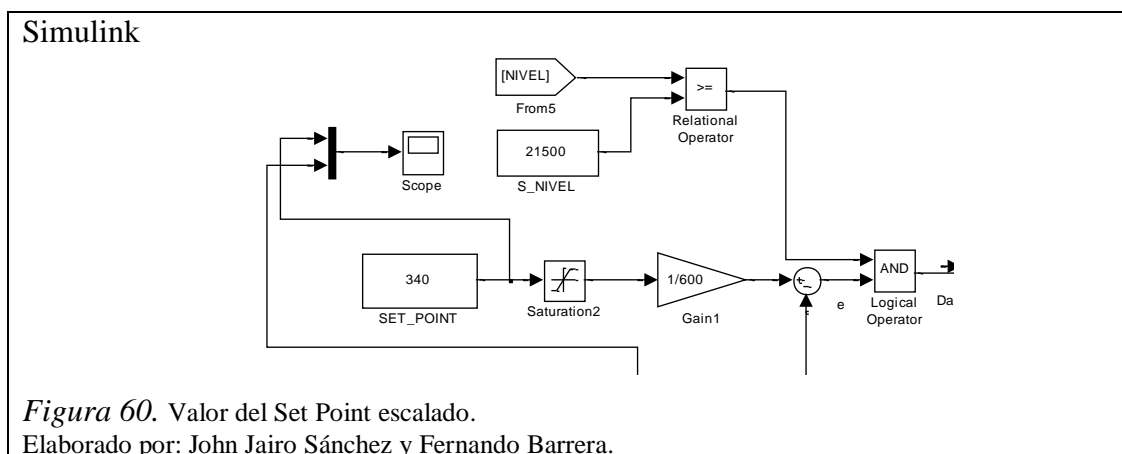 Simulink
[NIVEL]
From5
>=
Relational
Operator
21500
S_NIVEL
Scope
340
SET_POINT
Saturation2
1/600
Gain1
e
AND
Logical
Operator
Da
Figura 60. Valor del Set Point escalado.
Elaborado por: John Jairo Sánchez y Fernando Barrera.